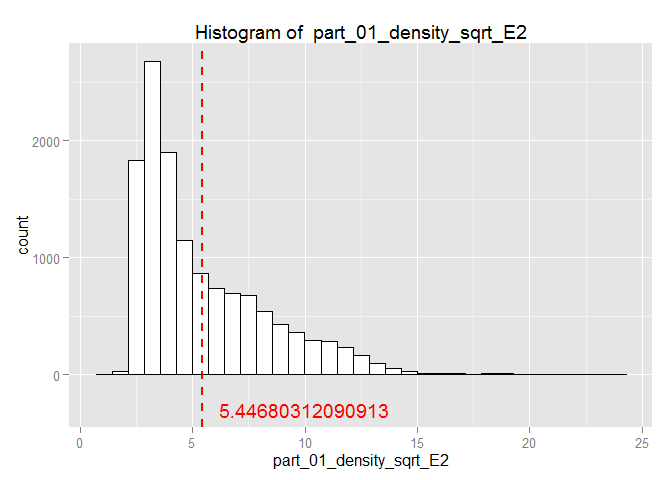 Histogram of  part_01_density_sqrt_E2
count
2000
1000
0
5.44680312090913
0 5 10 15 20 25
part_01_density_sqrt_E2